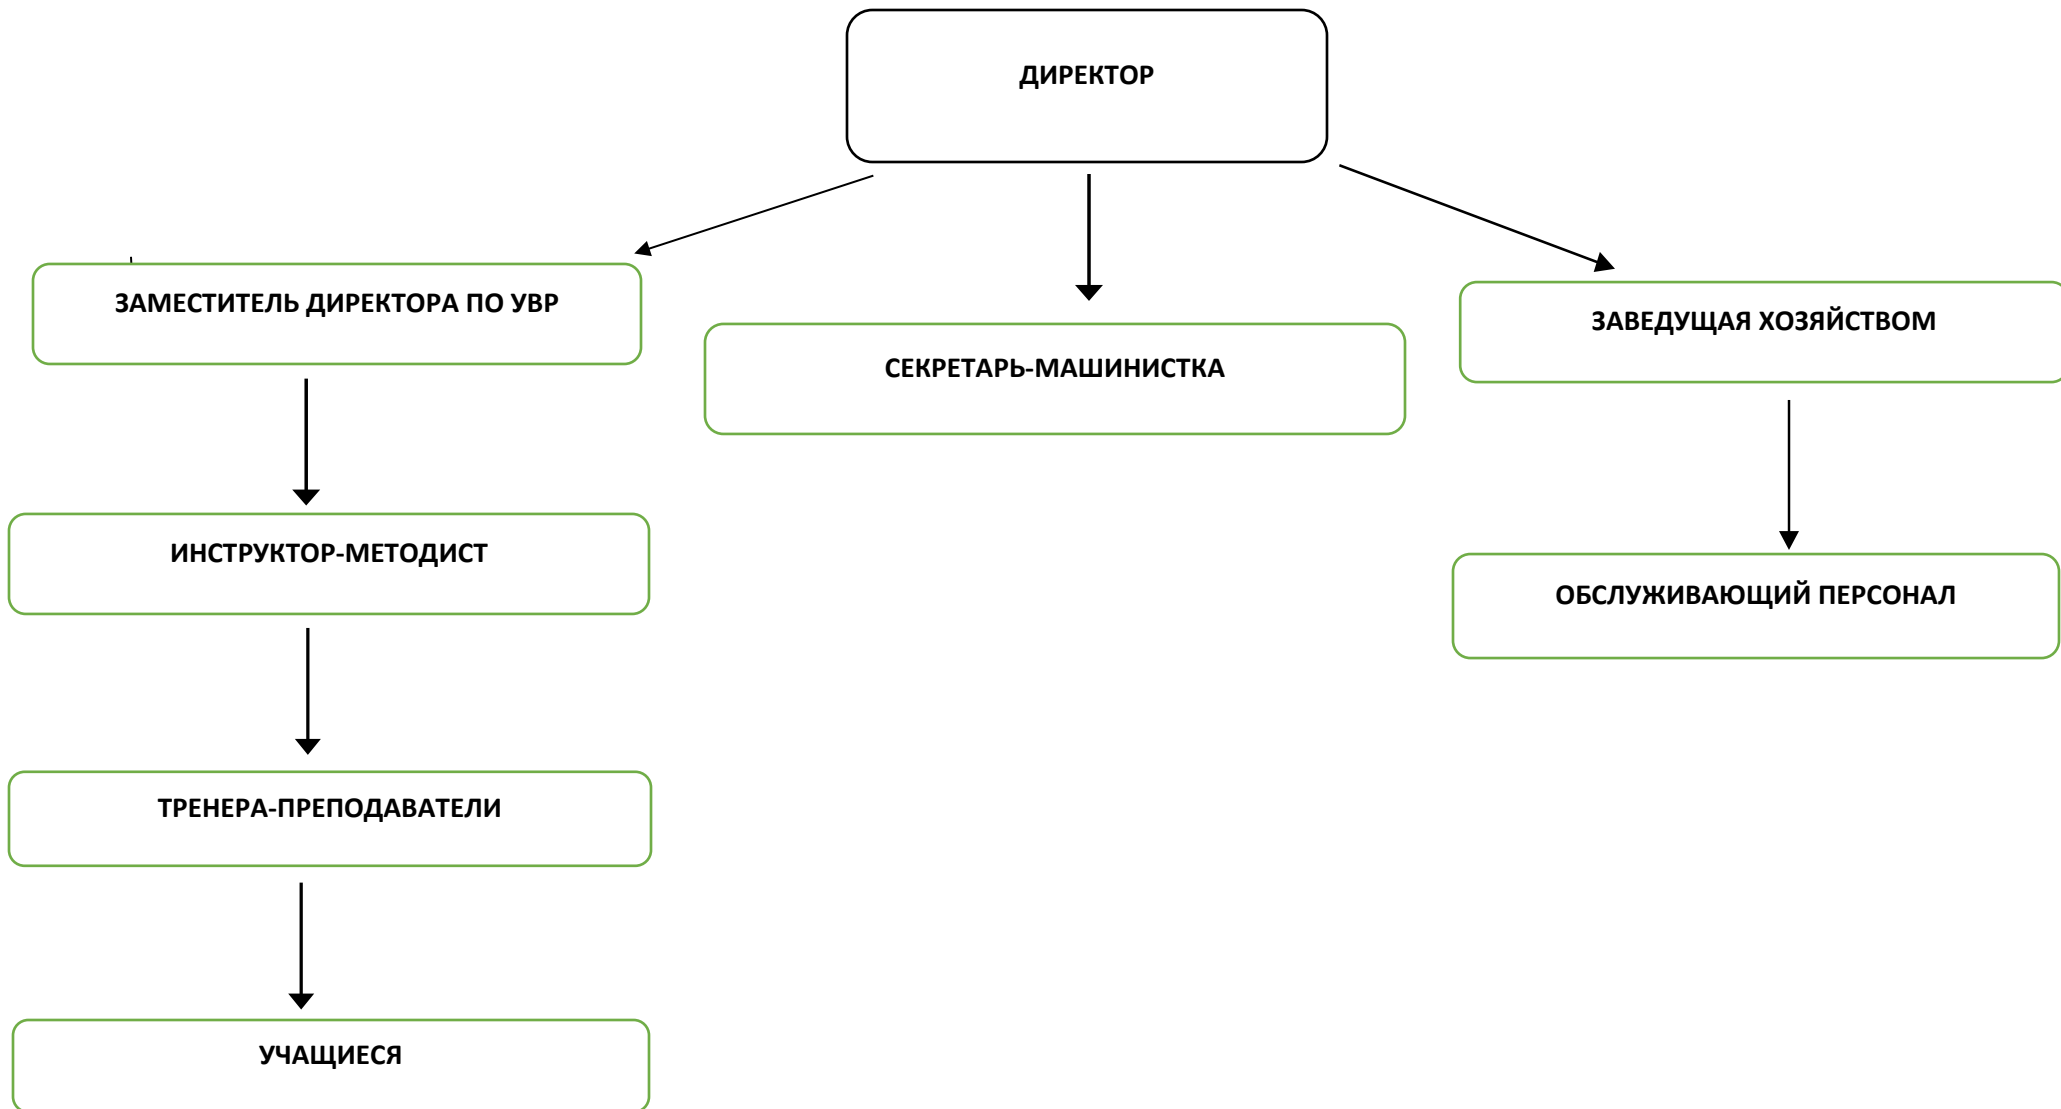 ДИРЕКТОР
ЗАМЕСТИТЕЛЬ ДИРЕКТОРА ПО УВР
СЕКРЕТАРЬ-МАШИНИСТКА
ЗАВЕДУЩАЯ ХОЗЯЙСТВОМ
ИНСТРУКТОР-МЕТОДИСТ
ОБСЛУЖИВАЮЩИЙ ПЕРСОНАЛ
ТРЕНЕРА-ПРЕПОДАВАТЕЛИ
УЧАЩИЕСЯ